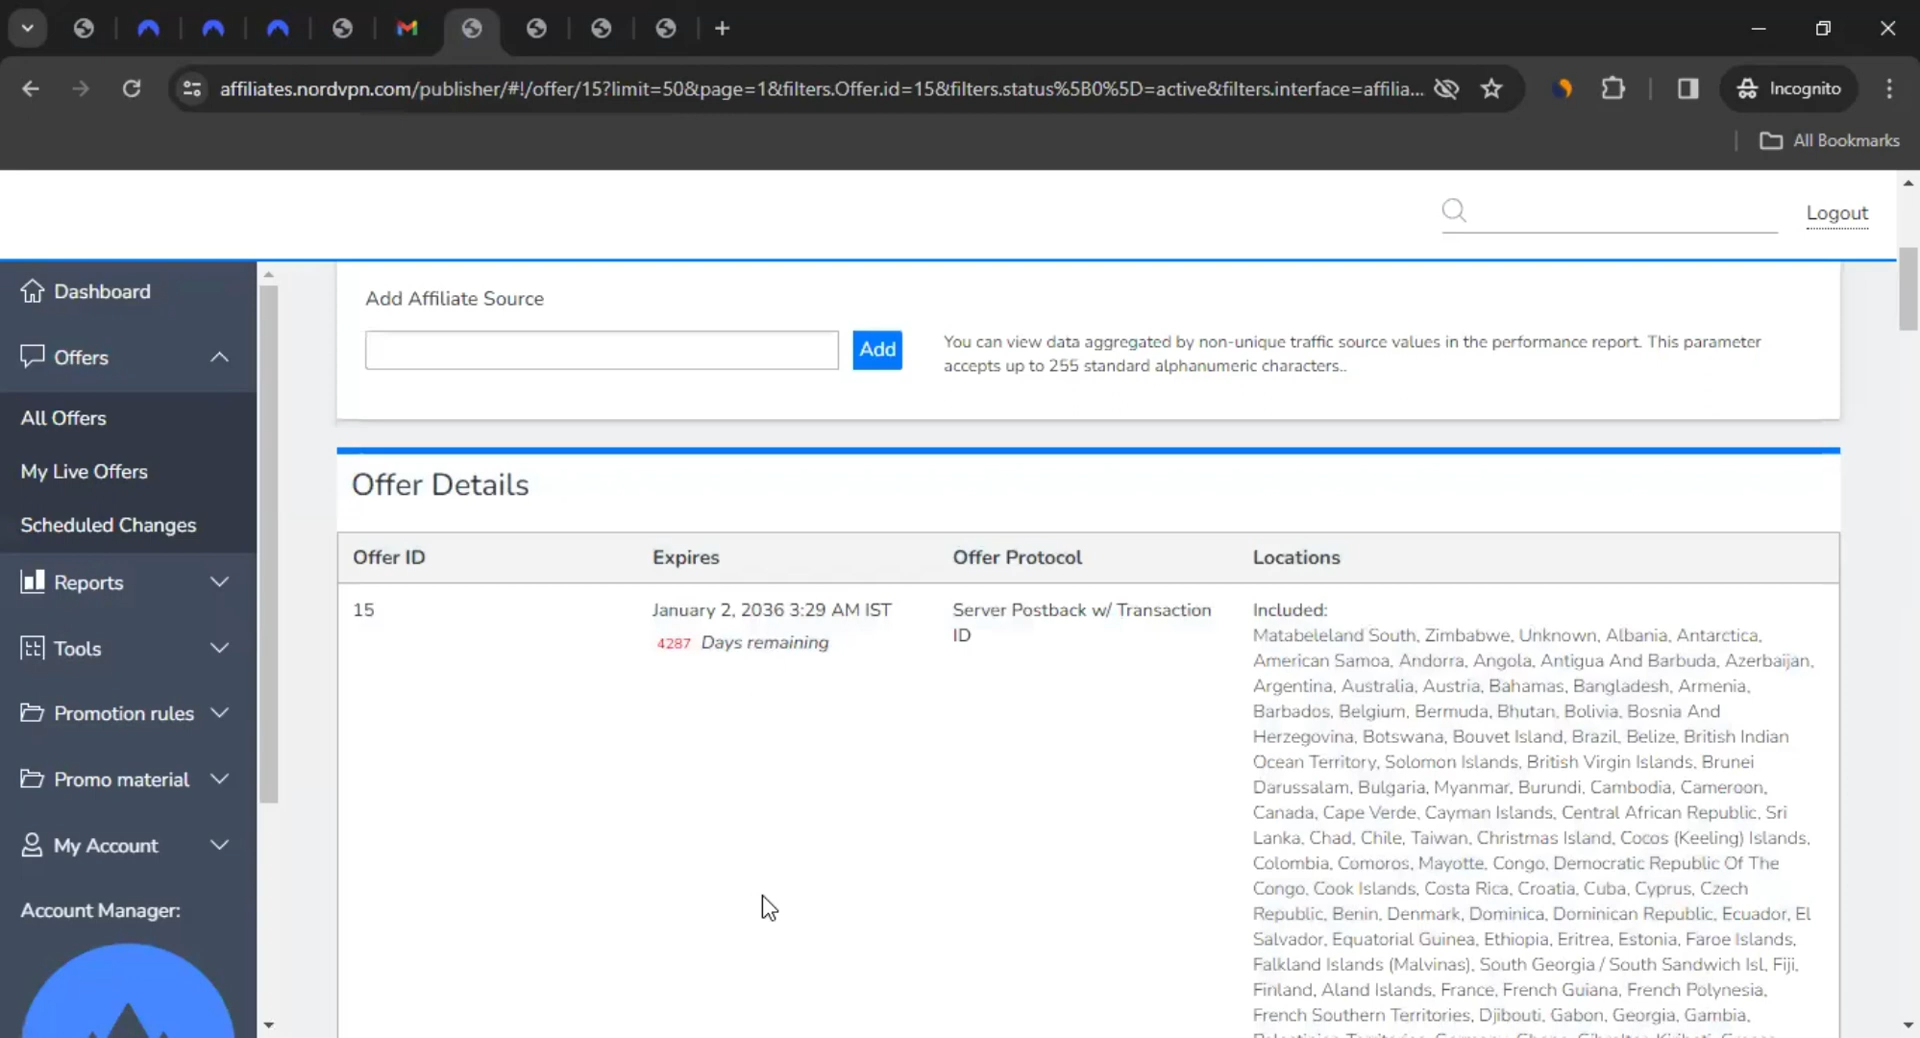 affiliates.nordvpn.com/publisher/#!/offer/15?limit=50&page=1&filters.Offer.id=15&filters.status%5B0%5D=active&filters.interface=affilia...
Incognito
All Bookmarks
Logout
Dashboard
Offers
All Offers
My Live Offers
Scheduled Changes
Reports
Tools
Promotion rules
Promo material
My Account
Account Manager:
Add Affiliate Source
Add
You can view data aggregated by non-unique traffic source values in the performance report. This parameter
accepts up to 255 standard alphanumeric characters..
Offer Details
Offer ID
Expires
Offer Protocol
Locations
15
January 2, 2036 3:29 AM IST
4287 Days remaining
Server Postback w/ Transaction
ID
Included:
Matabeleland South, Zimbabwe, Unknown, Albania, Antarctica,
American Samoa, Andorra, Angola, Antigua And Barbuda, Azerbaijan,
Argentina, Australia, Austria, Bahamas, Bangladesh, Armenia,
Barbados, Belgium, Bermuda, Bhutan, Bolivia, Bosnia And
Herzegovina, Botswana, Bouvet Island, Brazil, Belize, British Indian
Ocean Territory, Solomon Islands, British Virgin Islands, Brunei
Darussalam, Bulgaria, Myanmar, Burundi, Cambodia, Cameroon,
Canada, Cape Verde, Cayman Islands, Central African Republic, Sri
Lanka, Chad, Chile, Taiwan, Christmas Island, Cocos (Keeling) Islands,
Colombia, Comoros, Mayotte, Congo, Democratic Republic Of The
Congo, Cook Islands, Costa Rica, Croatia, Cuba, Cyprus, Czech
Republic, Benin, Denmark, Dominica, Dominican Republic, Ecuador, El
Salvador, Equatorial Guinea, Ethiopia, Eritrea, Estonia, Faroe Islands,
Falkland Islands (Malvinas), South Georgia / South Sandwich Isl, Fiji,
Finland, Aland Islands, France, French Guiana, French Polynesia,
French Southern Territories, Djibouti, Gabon, Georgia, Gambia,